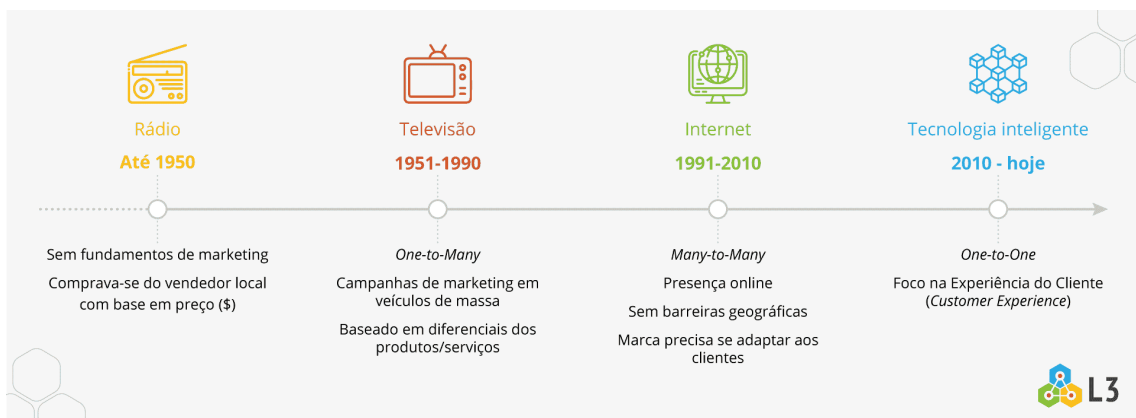 Rádio
Até 1950
Sem fundamentos de marketing
Comprava-se do vendedor local
com base em preço ($)
Televisão
1951-1990
One-to-Many
Campanhas de marketing em
veículos de massa
Baseado em diferenciais dos
produtos/serviços
Internet
1991-2010
Many-to-Many
Presença online
Sem barreiras geográficas
Marca precisa se adaptar aos
clientes
Tecnologia inteligente
2010 - hoje
One-to-One
Foco na Experiência do Cliente
(Customer Experience)
L3